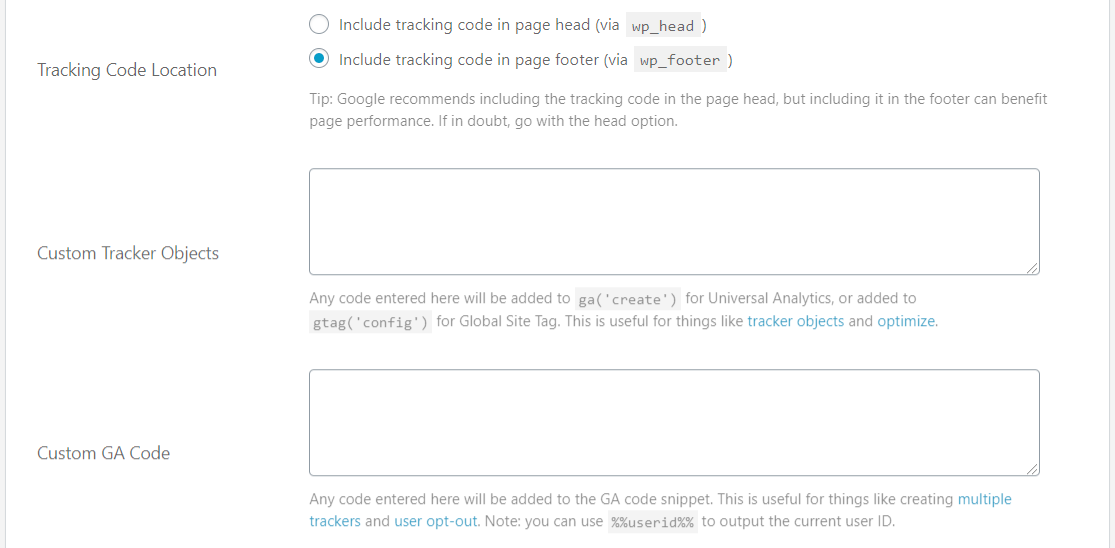 Include tracking code in page head (via wp_head )
Tracking Code Location
Include tracking code in page footer (via wp_footer )
Tip: Google recommends including the tracking code in the page head, but including it in the footer can benefit
page performance. If in doubt, go with the head option.
Custom Tracker Objects
Any code entered here will be added to ga('create') for Universal Analytics, or added to
gtag('config') for Global Site Tag. This is useful for things like tracker objects and optimize.
Custom GA Code
Any code entered here will be added to the GA code snippet. This is useful for things like creating multiple
trackers and user opt-out. Note: you can use %%userid%% to output the current user ID.